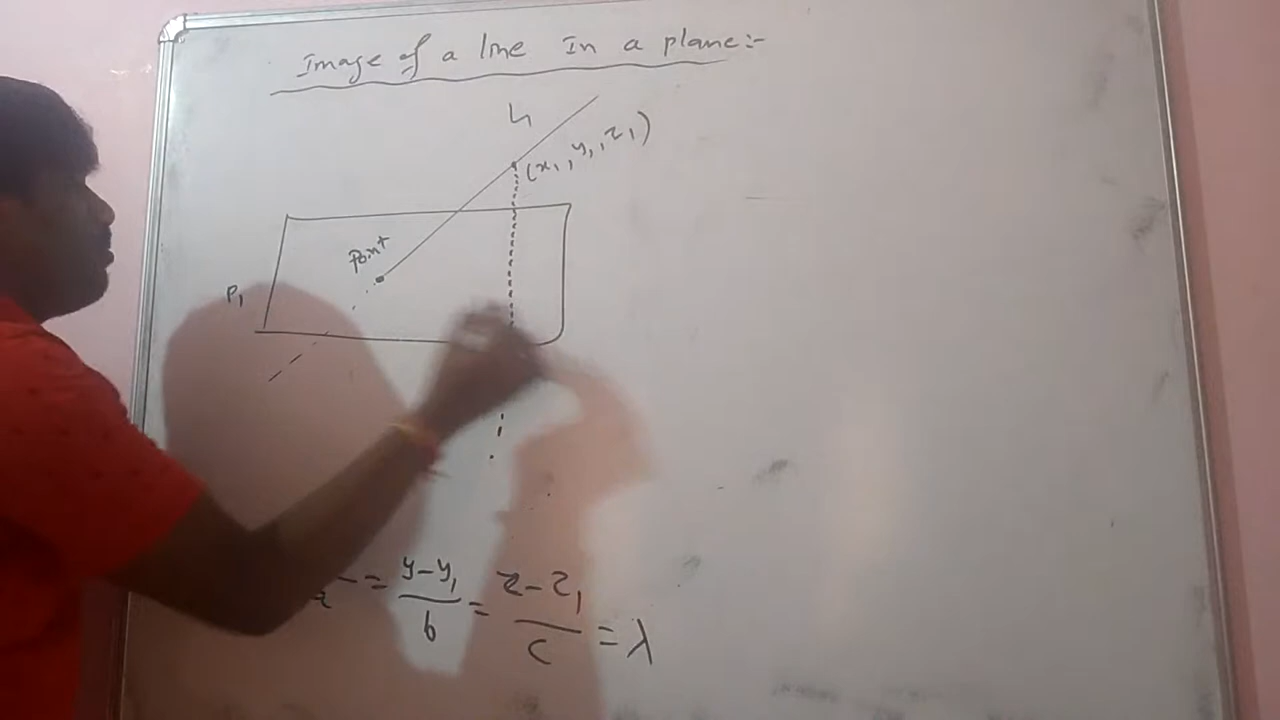 Image of a line In a plane:-
L₁
(x₁, y₁, z₁)
Point
P₁
= y-y₁/b = z-z₁/c = λ